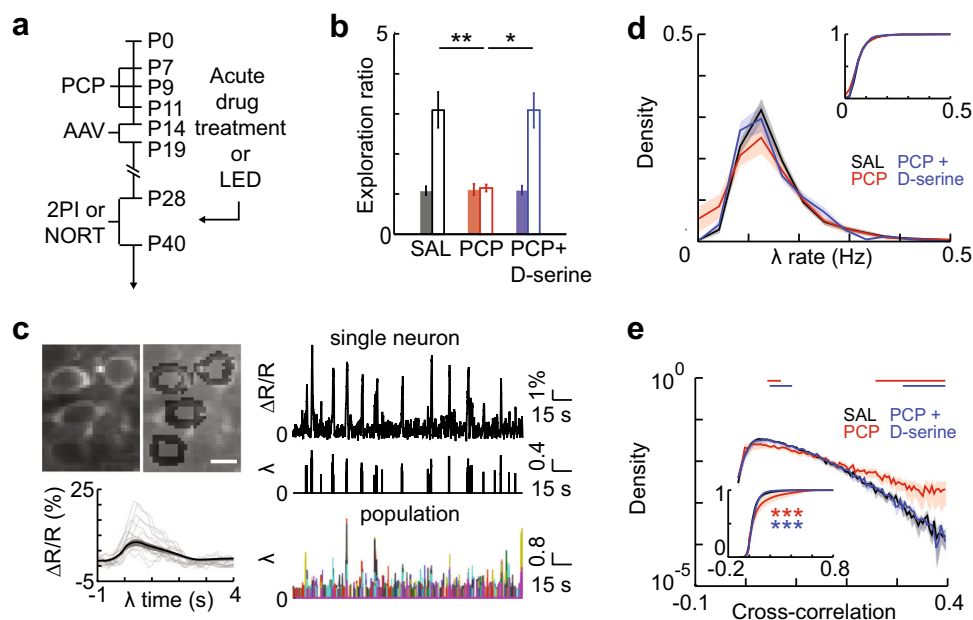 a
P0
P7
PCP
P9
P11
AAV
P14
P19
Acute
drug
treatment
or
LED
P28
2PI or
NORT
P40
b
5
**
*
Exploration ratio
0
SAL
PCP
PCP+
D-serine
c
25
ΔR/R (%)
-5
-1
λ time (s)
4
single neuron
ΔR/R
1%
15 s
λ
0
0.4
15 s
population
λ
0
0.8
15 s
d
0.5
Density
0
λ rate (Hz)
0.5
1
0
0
0.5
SAL
PCP +
PCP
D-serine
e
10⁰
Density
10⁻⁵
-0.1
Cross-correlation
0.4
SAL
PCP +
PCP
D-serine
1
0
-0.2
0.8
***
***